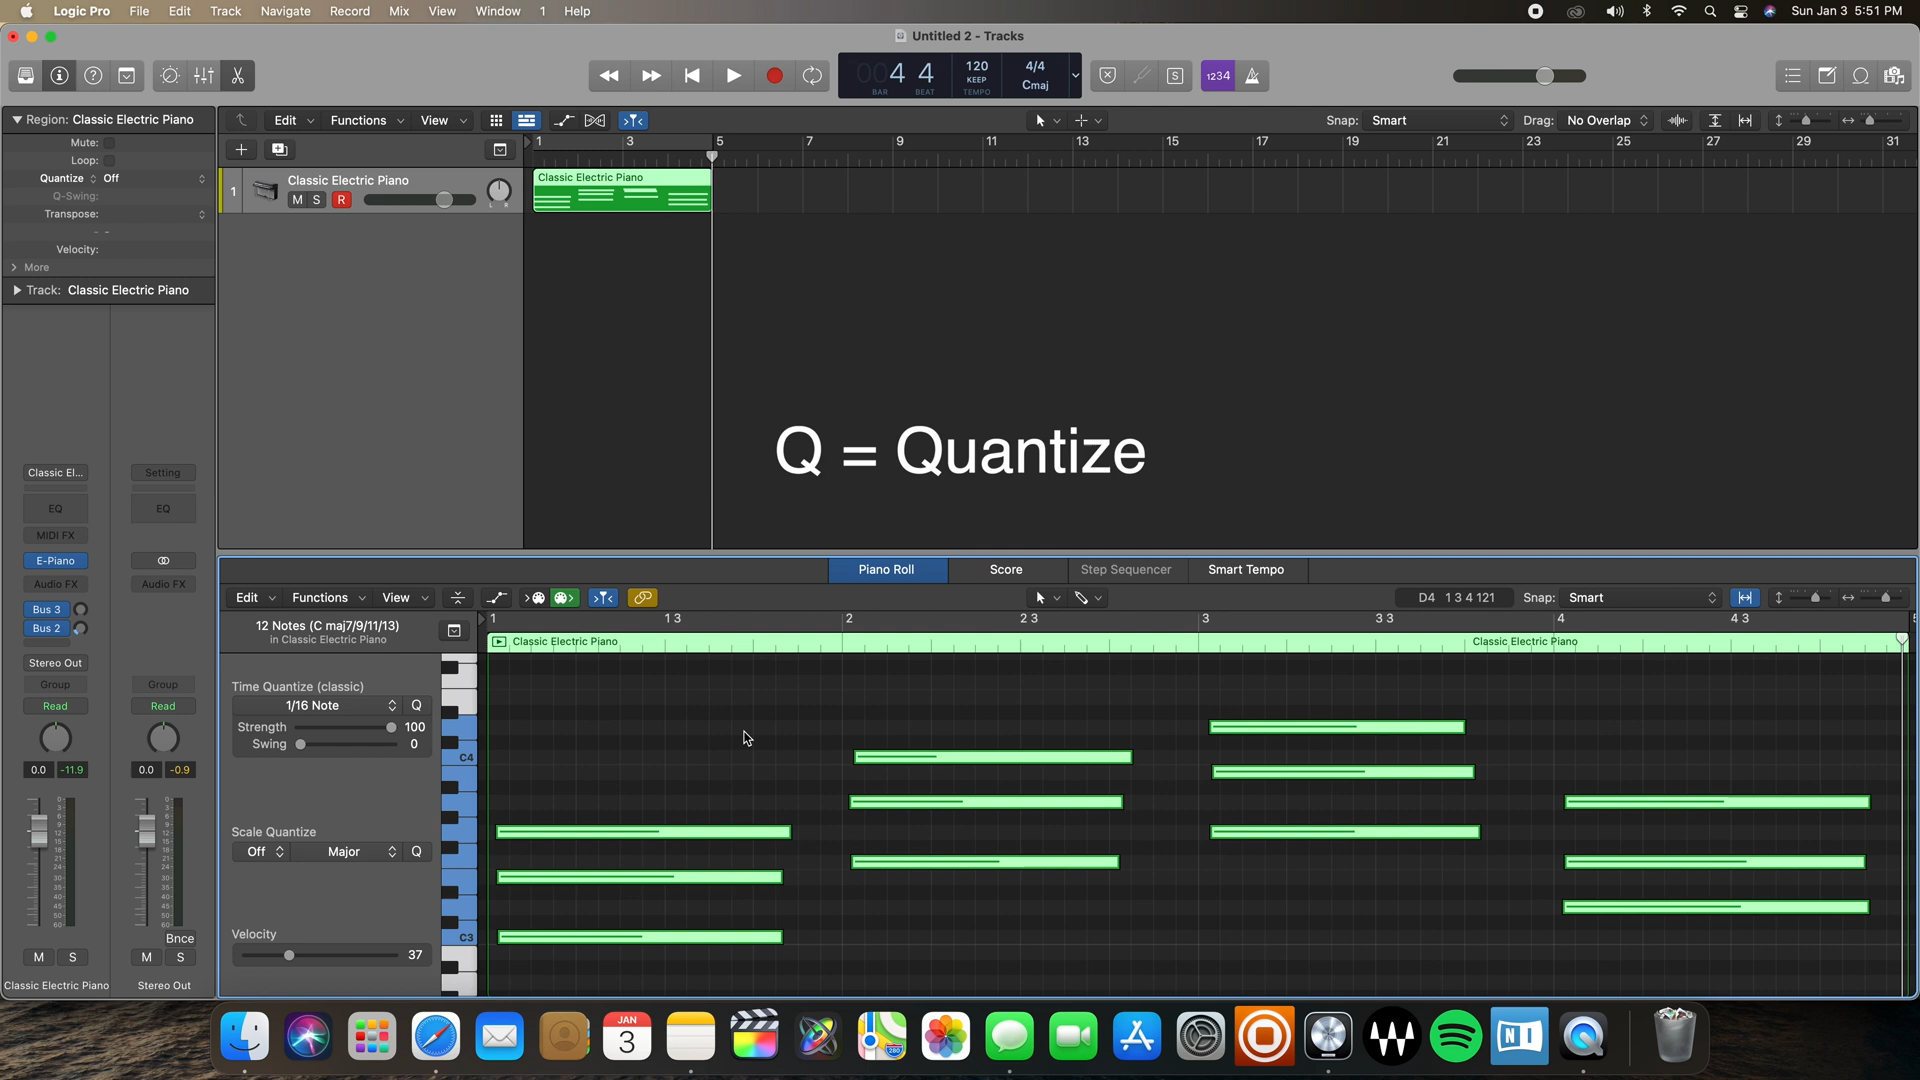 Logic Pro File Edit Track Navigate Record Mix View Window 1 Help Sun Jan 3 5:51 PM
Untitled 2 - Tracks
004 4 120 4/4
KEEP Cmaj
BAR BEAT TEMPO
1234
S
Region: Classic Electric Piano
Mute:
Loop:
Quantize Off
Q-Swing:
Transpose:
Velocity:
More
Track: Classic Electric Piano
Edit Functions View Snap: Smart Drag: No Overlap
1 3 5 7 9 11 13 15 17 19 21 23 25 27 29 31
1 Classic Electric Piano
M S R
L R
Classic Electric Piano
Q = Quantize
Classic El... Setting
EQ EQ
MIDI FX
E-Piano
Audio FX Audio FX
Bus 3
Bus 2
Stereo Out
Group Group
Read Read
0.0 -11.9 0.0 -0.9
Bnce
M S M S
Classic Electric Piano Stereo Out
Piano Roll Score Step Sequencer Smart Tempo
Edit Functions View D4 1 3 4 121 Snap: Smart
12 Notes (C maj7/9/11/13)
in Classic Electric Piano
1 1 3 2 2 3 3 3 3 4 4 3
Classic Electric Piano Classic Electric Piano
Time Quantize (classic)
1/16 Note Q
Strength 100
Swing 0
C4
Scale Quantize
Off Major Q
Velocity
37
C3
JAN
3
280